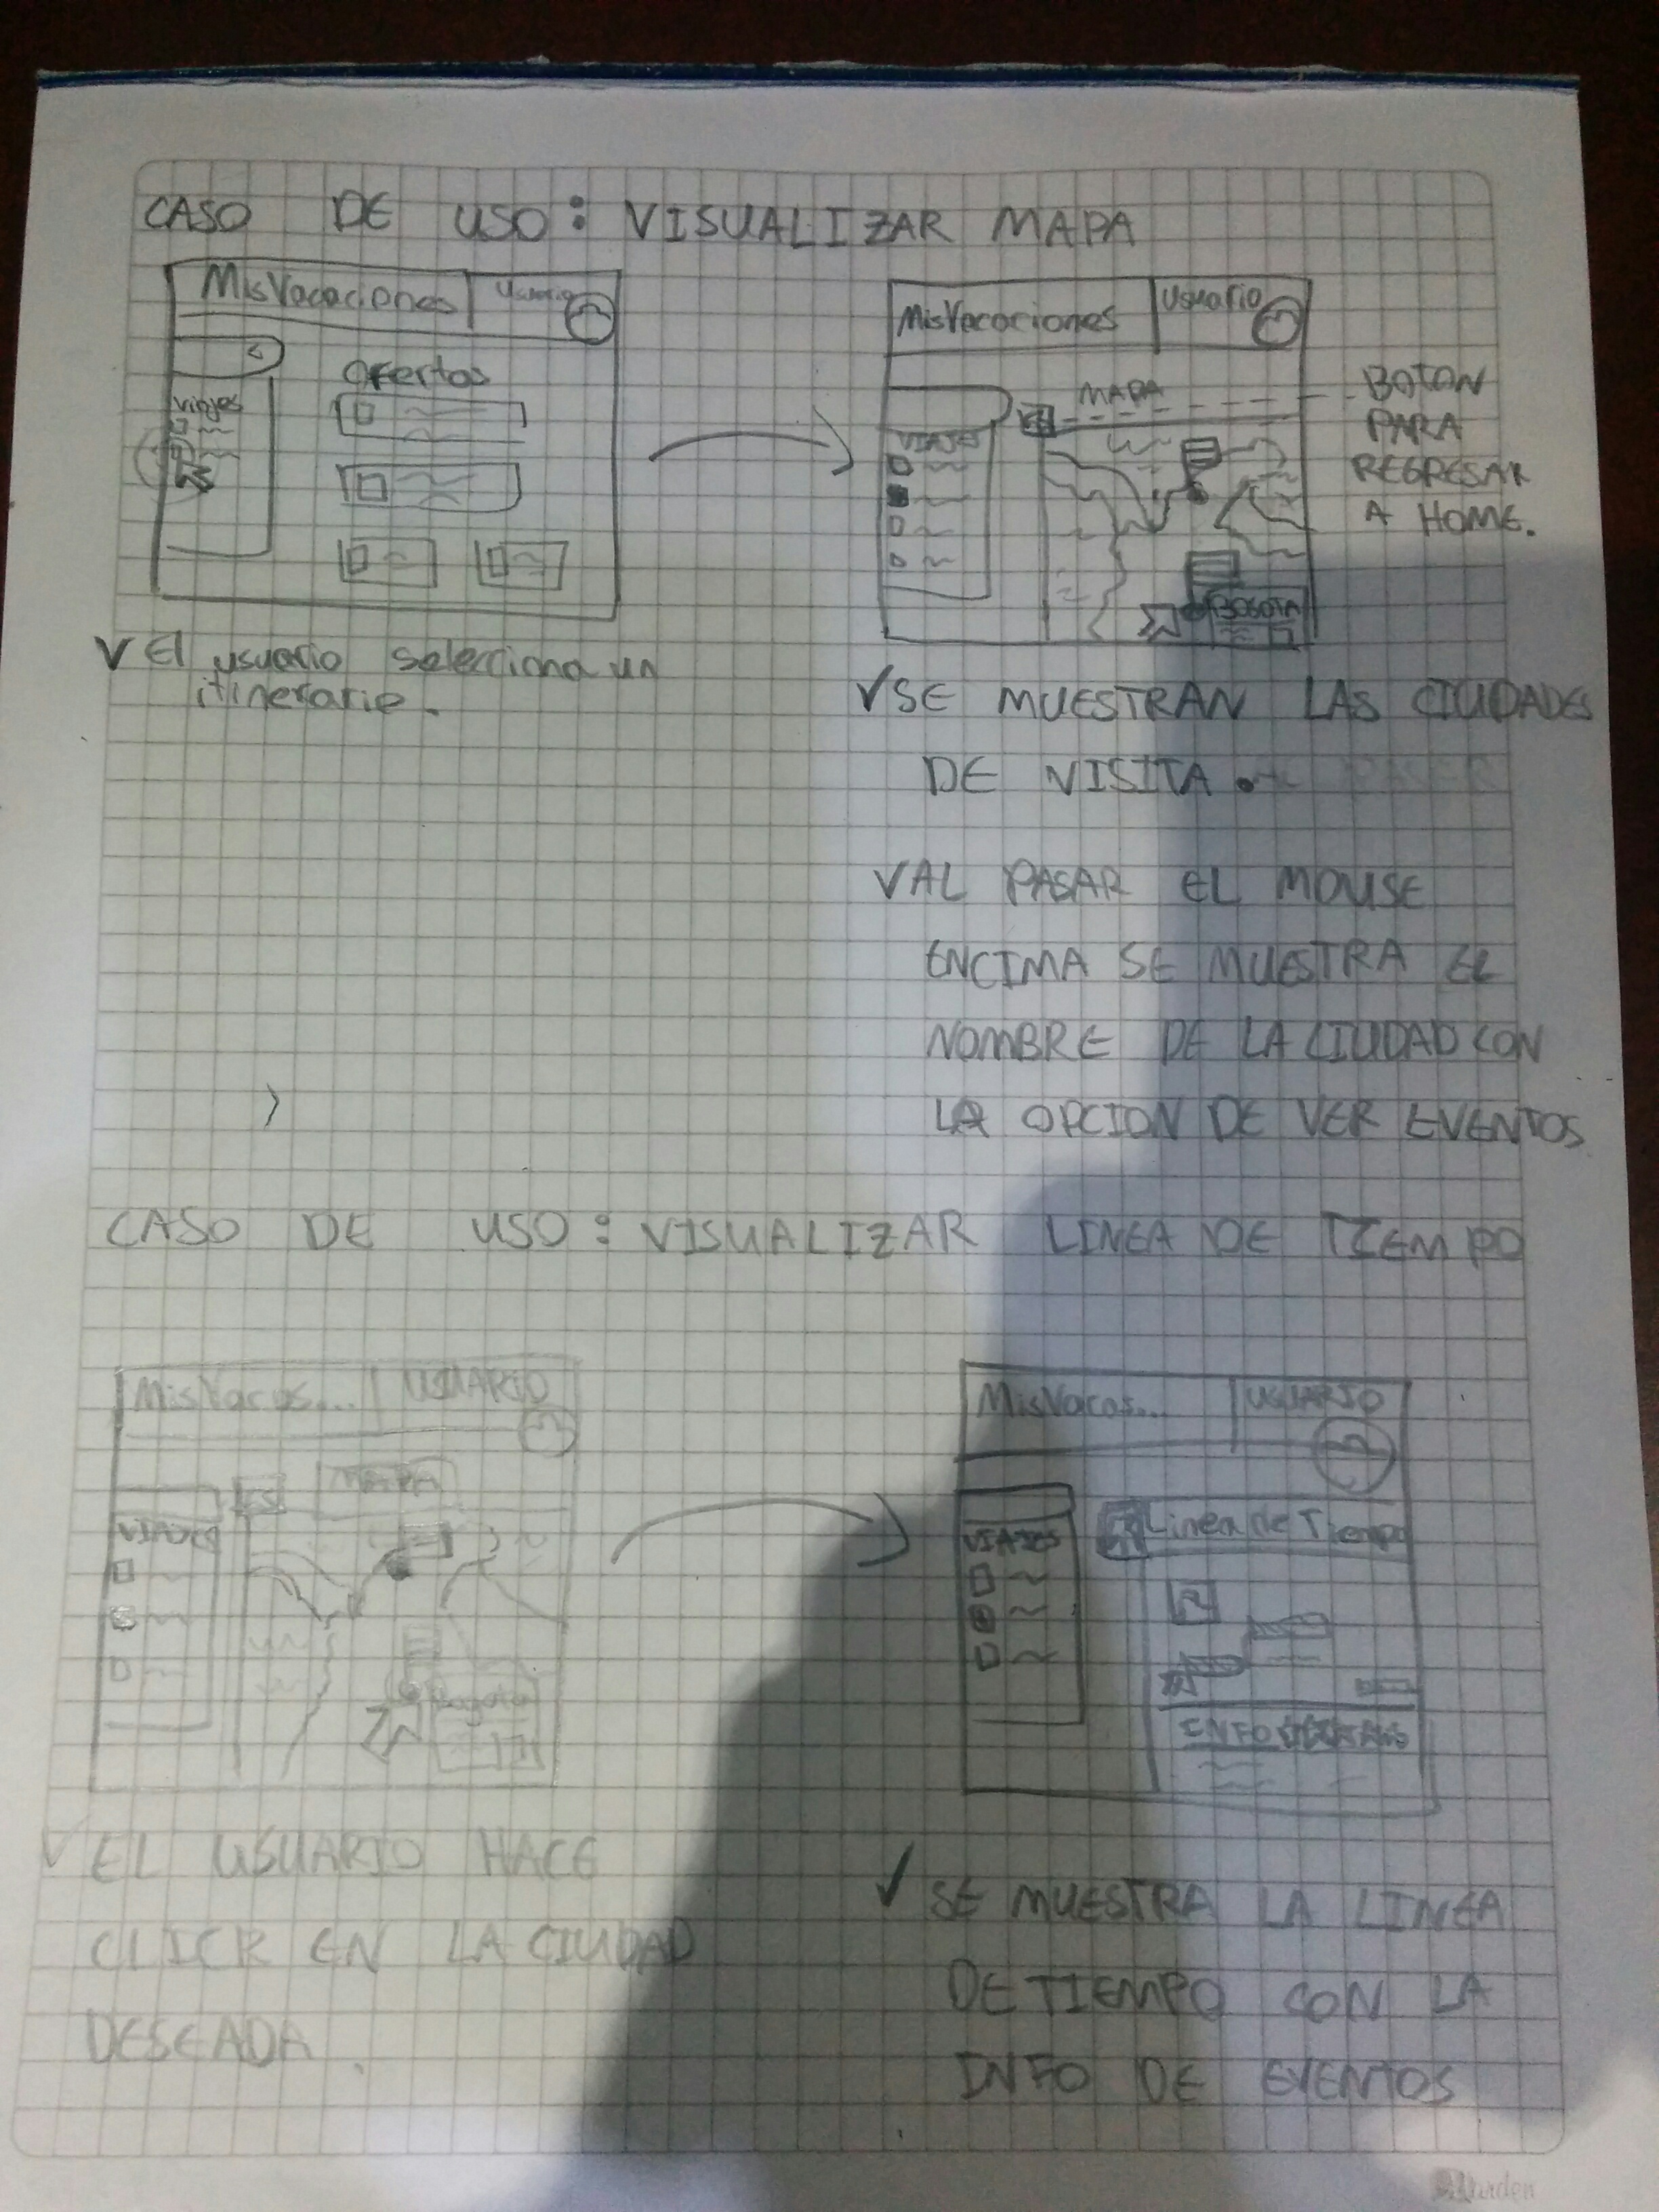 CASO DE USO: VISUALIZAR MAPA
MisVacaciones
Usuario
Ofertas
Viajes
MisVacaciones
Usuario
MAPA
VIAJES
BOGOTA
BOTON
PARA
REGRESAR
A HOME.
El usuario selecciona un
itinerario.
SE MUESTRAN LAS CIUDADES
DE VISITA.
AL PASAR EL MOUSE
ENCIMA SE MUESTRA EL
NOMBRE DE LA CIUDAD CON
LA OPCION DE VER EVENTOS
CASO DE USO: VISUALIZAR LINEA DE TIEMPO
MisVacas...
USUARIO
MAPA
VIAJES
Bogota
MisVacas...
USUARIO
VIAJES
Linea de Tiempo
INFO
EL USUARIO HACE
CLICK EN LA CIUDAD
DESEADA.
SE MUESTRA LA LINEA
DE TIEMPO CON LA
INFO DE EVENTOS